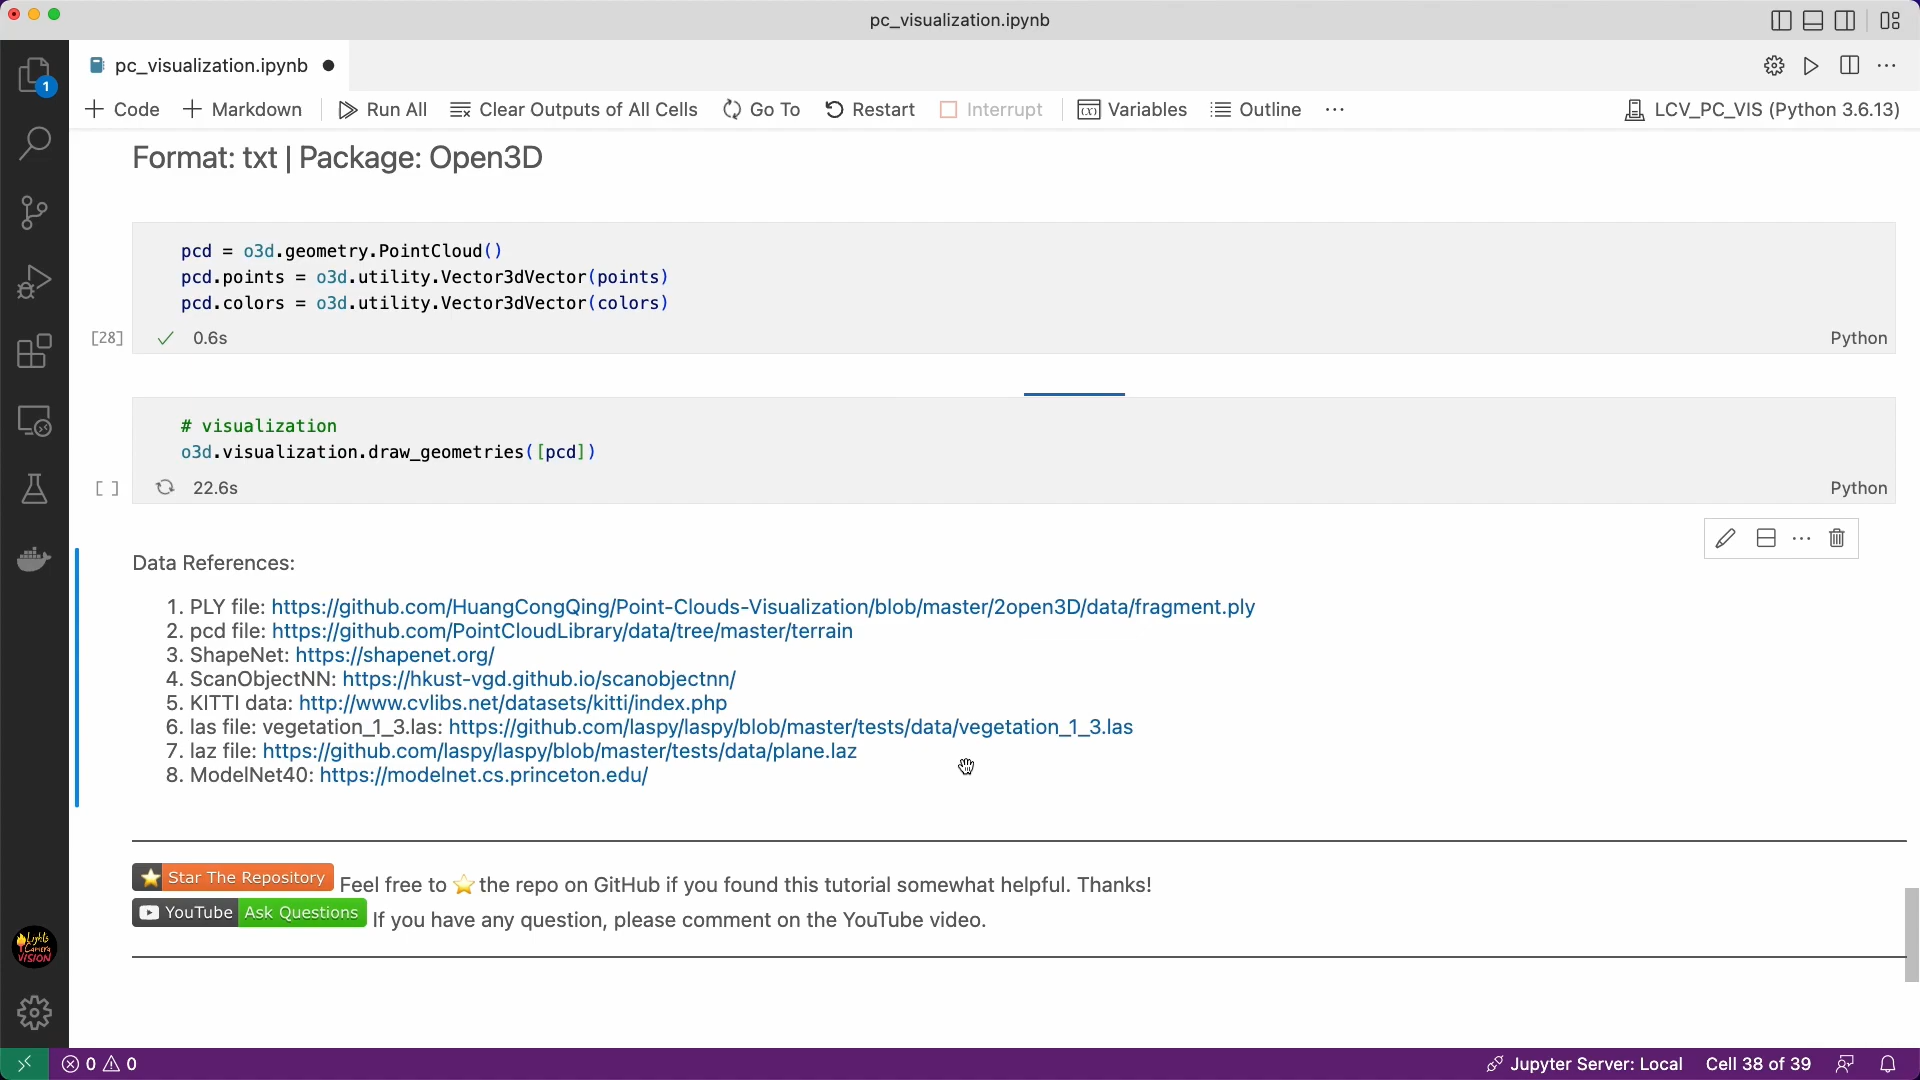 pc_visualization.ipynb
pc_visualization.ipynb
1
Code Markdown Run All Clear Outputs of All Cells Go To Restart Interrupt Variables Outline ... LCV_PC_VIS (Python 3.6.13)
Format: txt | Package: Open3D
pcd = o3d.geometry.PointCloud()
pcd.points = o3d.utility.Vector3dVector(points)
pcd.colors = o3d.utility.Vector3dVector(colors)
[28] 0.6s Python
# visualization
o3d.visualization.draw_geometries([pcd])
[ ] 22.6s Python
Data References:
1. PLY file: https://github.com/HuangCongQing/Point-Clouds-Visualization/blob/master/2open3D/data/fragment.ply
2. pcd file: https://github.com/PointCloudLibrary/data/tree/master/terrain
3. ShapeNet: https://shapenet.org/
4. ScanObjectNN: https://hkust-vgd.github.io/scanobjectnn/
5. KITTI data: http://www.cvlibs.net/datasets/kitti/index.php
6. las file: vegetation_1_3.las: https://github.com/laspy/laspy/blob/master/tests/data/vegetation_1_3.las
7. laz file: https://github.com/laspy/laspy/blob/master/tests/data/plane.laz
8. ModelNet40: https://modelnet.cs.princeton.edu/
Star The Repository Feel free to ⭐ the repo on GitHub if you found this tutorial somewhat helpful. Thanks!
YouTube Ask Questions If you have any question, please comment on the YouTube video.
Lights
Camera
VISION
0 0 Jupyter Server: Local Cell 38 of 39